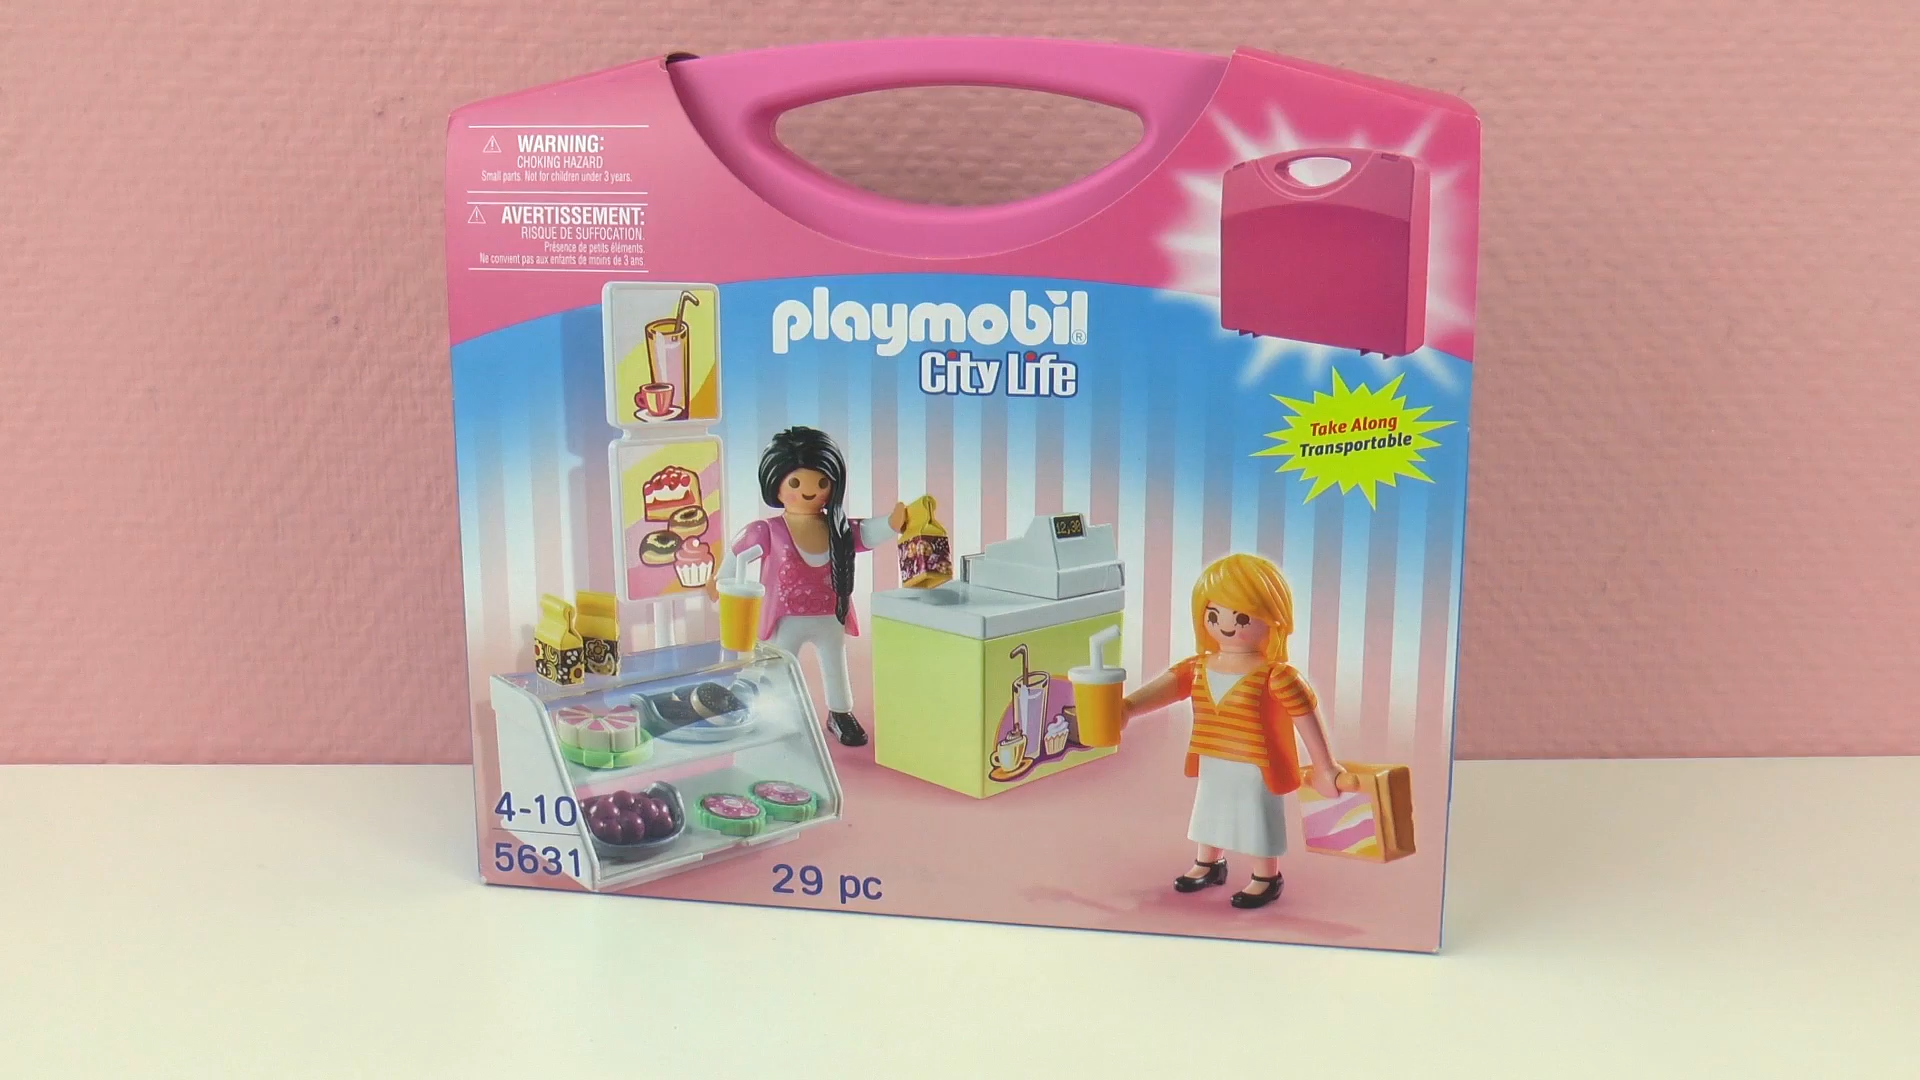 WARNING:
CHOKING HAZARD
Small parts. Not for children under 3 years.
AVERTISSEMENT:
RISQUE DE SUFFOCATION.
Présence de petits éléments.
Ne convient pas aux enfants de moins de 3 ans.
playmobil®
City Life
Take Along
Transportable
12,30
4-10
5631
29 pc